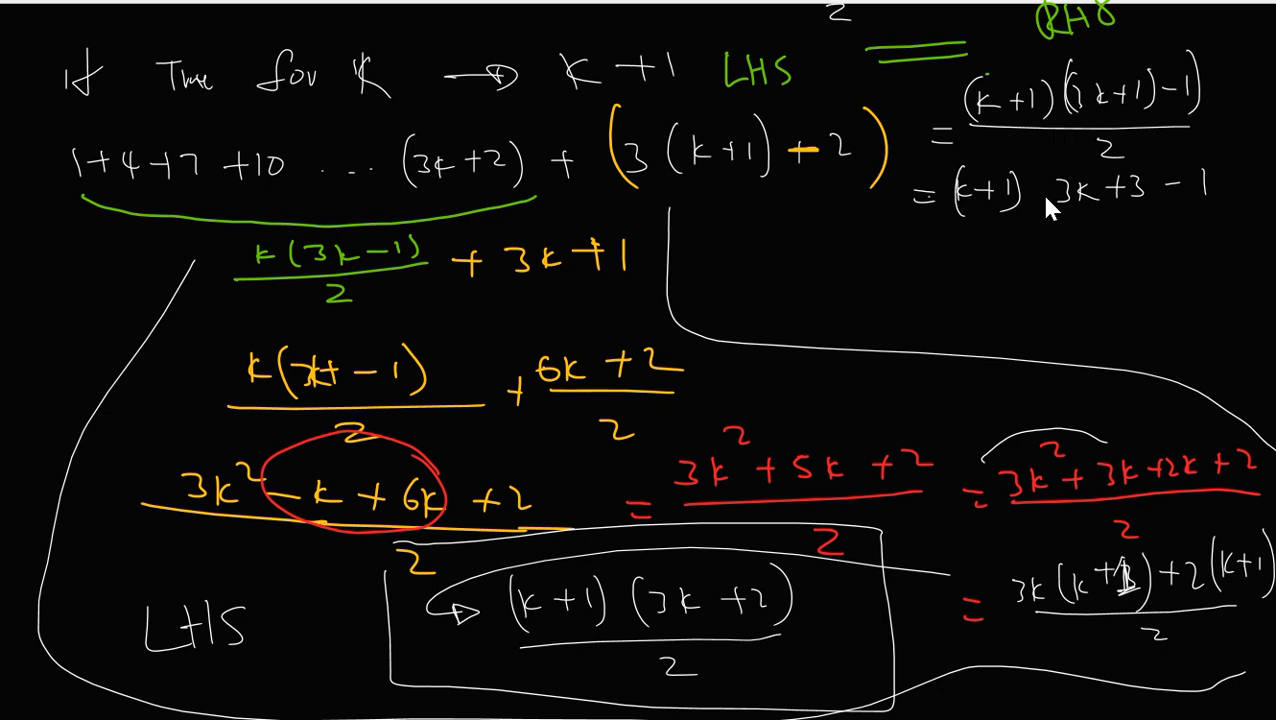 2 RHS
If True for K → K+1 LHS
= (k+1)(3k+1)-1) / 2
1+4+7+10 ... (3k+2) + (3(k+1)-2)
= (k+1) 3k+3-1
k(3k-1)/2 + 3k+1
k(3k-1)/2 + 6k+2/2
3k²-k+6k+2 / 2 = 3k²+5k+2 / 2 = 3k²+3k+2k+2 / 2
= 3k(k+1)+2(k+1) / 2
LHS → (k+1)(3k+2) / 2